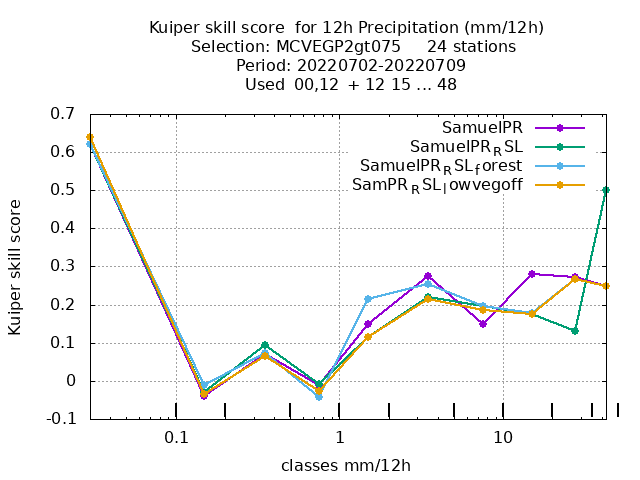 Kuiper skill score  for 12h Precipitation (mm/12h)
Selection: MCVEGP2gt075     24 stations
Period: 20220702-20220709
Used  00,12  + 12 15 ... 48
SamuelPR
SamuelPR_RSL
SamuelPR_RSL_forest
SamPR_RSL_lowvegoff
Kuiper skill score
0.7
0.6
0.5
0.4
0.3
0.2
0.1
0
-0.1
0.1 1 10
classes mm/12h